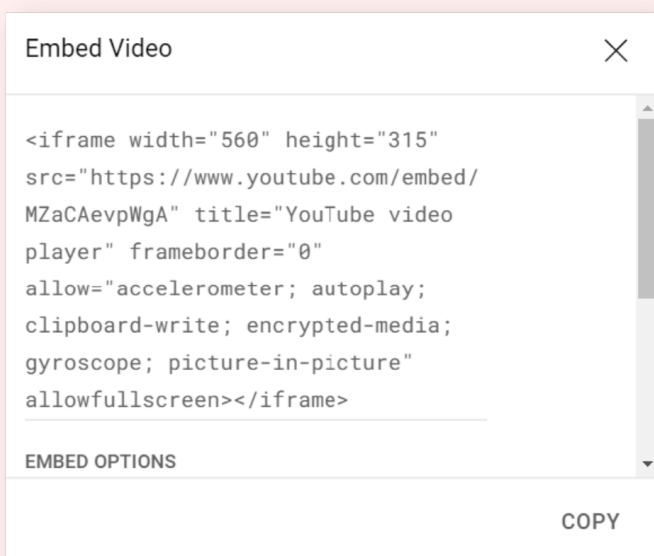 Embed Video
<iframe width="560" height="315"
src="https://www.youtube.com/embed/
MZaCAevpWgA" title="YouTube video
player" frameborder="0"
allow="accelerometer; autoplay;
clipboard-write; encrypted-media;
gyroscope; picture-in-picture"
allowfullscreen></iframe>
EMBED OPTIONS
COPY